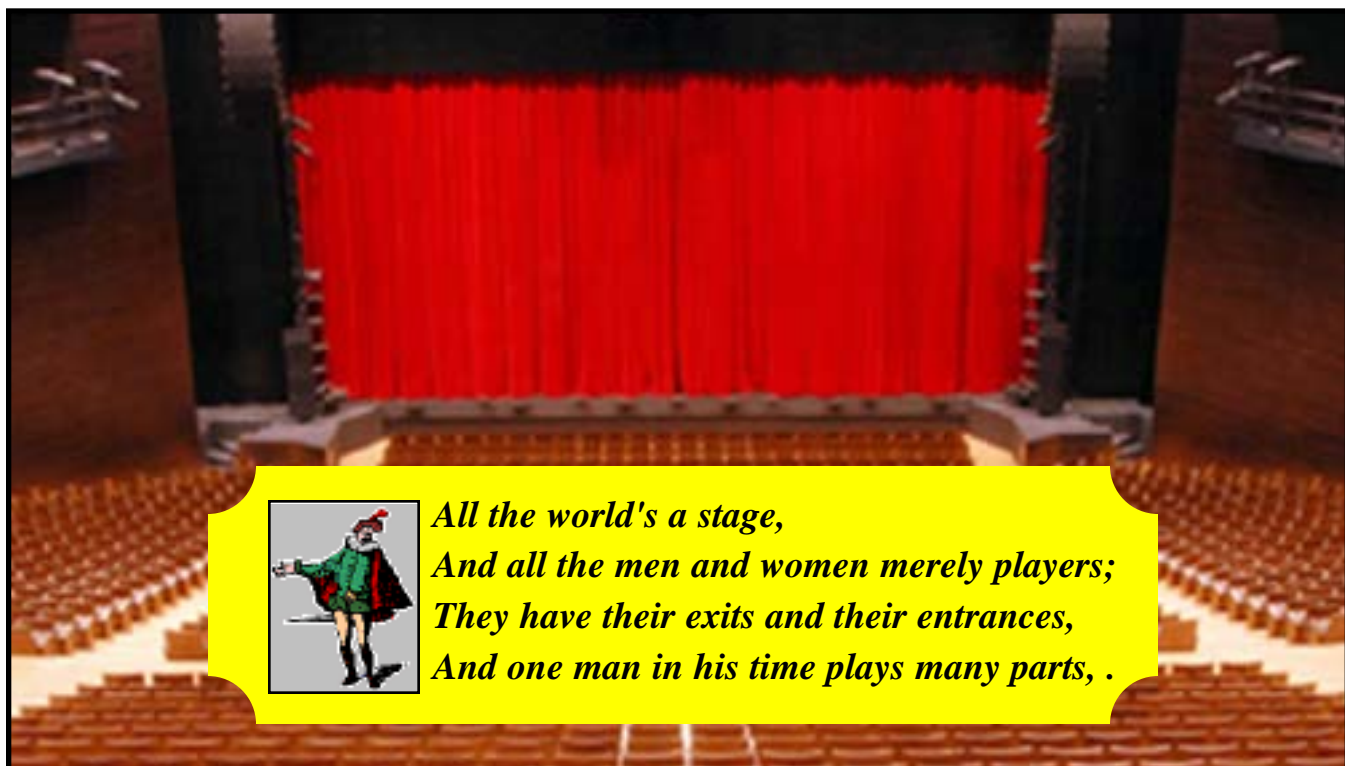 All the world's a stage,
And all the men and women merely players;
They have their exits and their entrances,
And one man in his time plays many parts, .